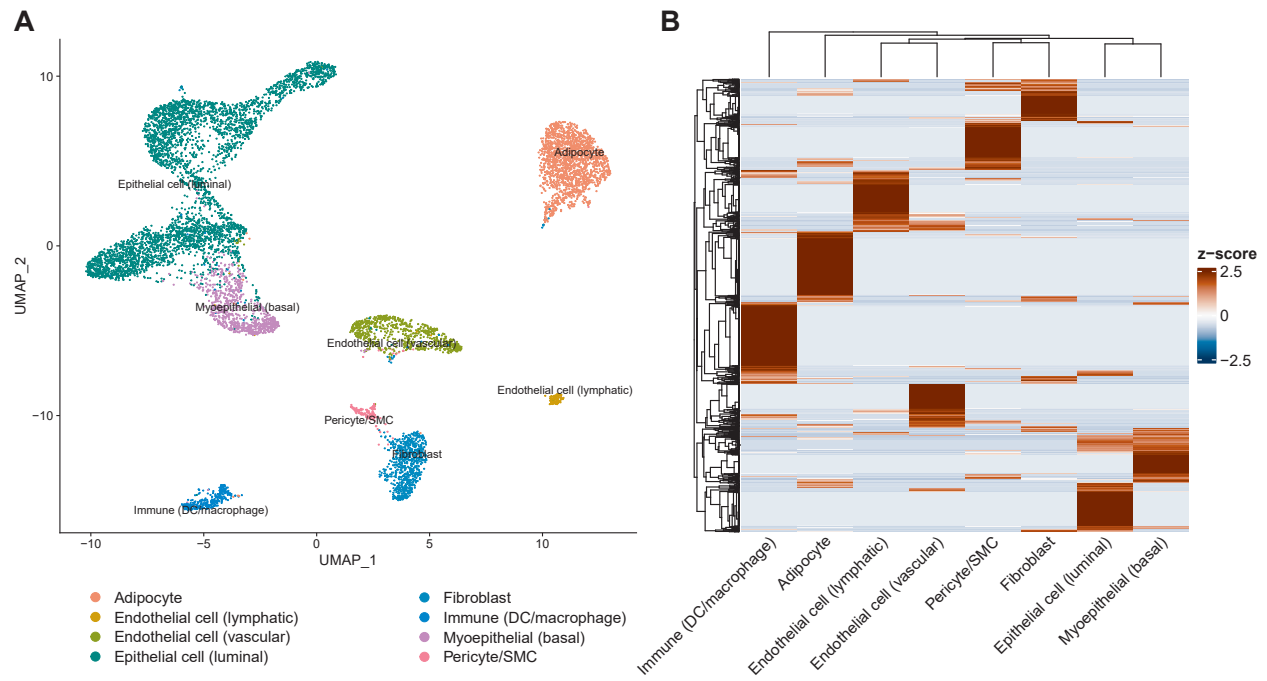 A
10
0
−10
UMAP_2
Adipocyte
Epithelial cell (luminal)
Myoepithelial (basal)
Endothelial cell (vascular)
Endothelial cell (lymphatic)
Pericyte/SMC
Fibroblast
Immune (DC/macrophage)
−10
−5
0
5
10
UMAP_1
Adipocyte
Endothelial cell (lymphatic)
Endothelial cell (vascular)
Epithelial cell (luminal)
Fibroblast
Immune (DC/macrophage)
Myoepithelial (basal)
Pericyte/SMC
B
z−score
2.5
0
−2.5
Immune (DC/macrophage)
Adipocyte
Endothelial cell (lymphatic)
Endothelial cell (vascular)
Pericyte/SMC
Fibroblast
Epithelial cell (luminal)
Myoepithelial (basal)